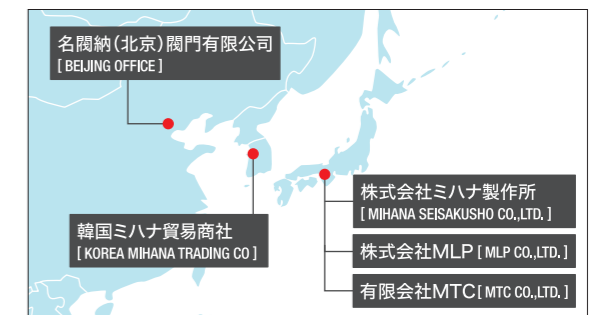 名閥納（北京）閥門有限公司
[ BEIJING OFFICE ]
韓国ミハナ貿易商社
[ KOREA MIHANA TRADING CO ]
株式会社ミハナ製作所
[ MIHANA SEISAKUSHO CO.,LTD. ]
株式会社MLP [ MLP CO.,LTD. ]
有限会社MTC [ MTC CO.,LTD. ]